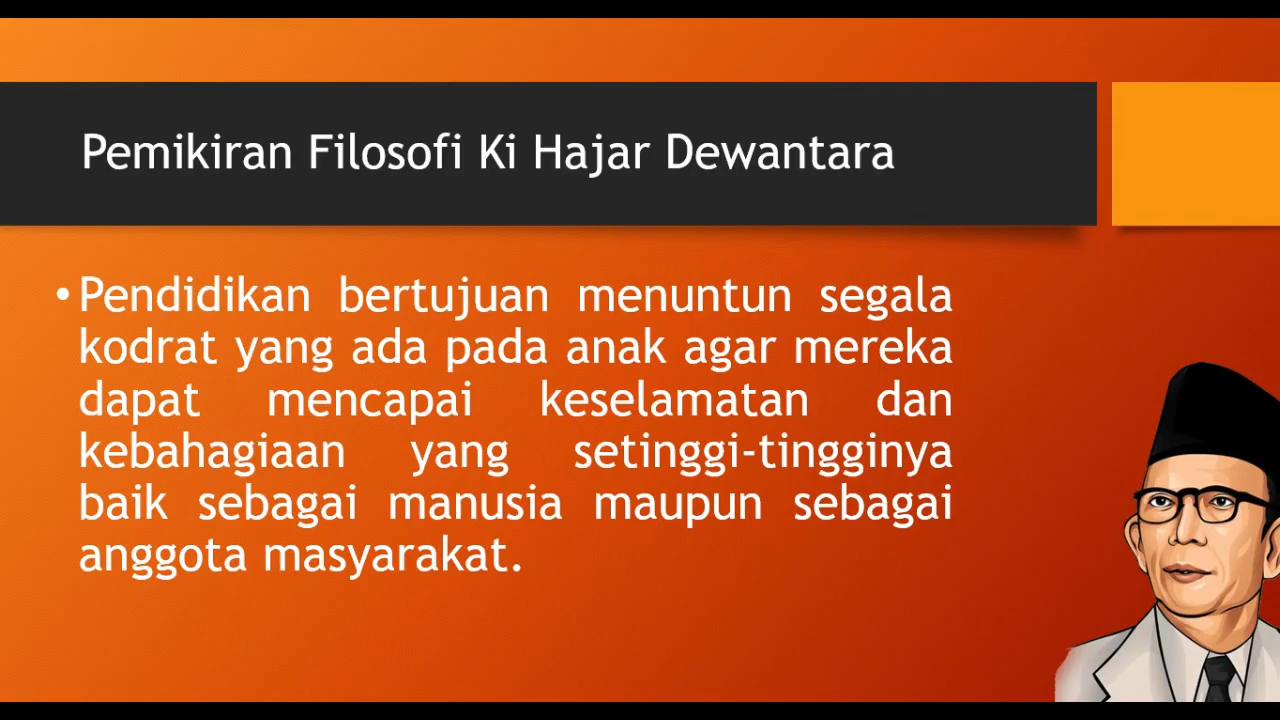 Pemikiran Filosofi Ki Hajar Dewantara
•Pendidikan bertujuan menuntun segala
kodrat yang ada pada anak agar mereka
dapat mencapai keselamatan dan
kebahagiaan yang setinggi-tingginya
baik sebagai manusia maupun sebagai
anggota masyarakat.